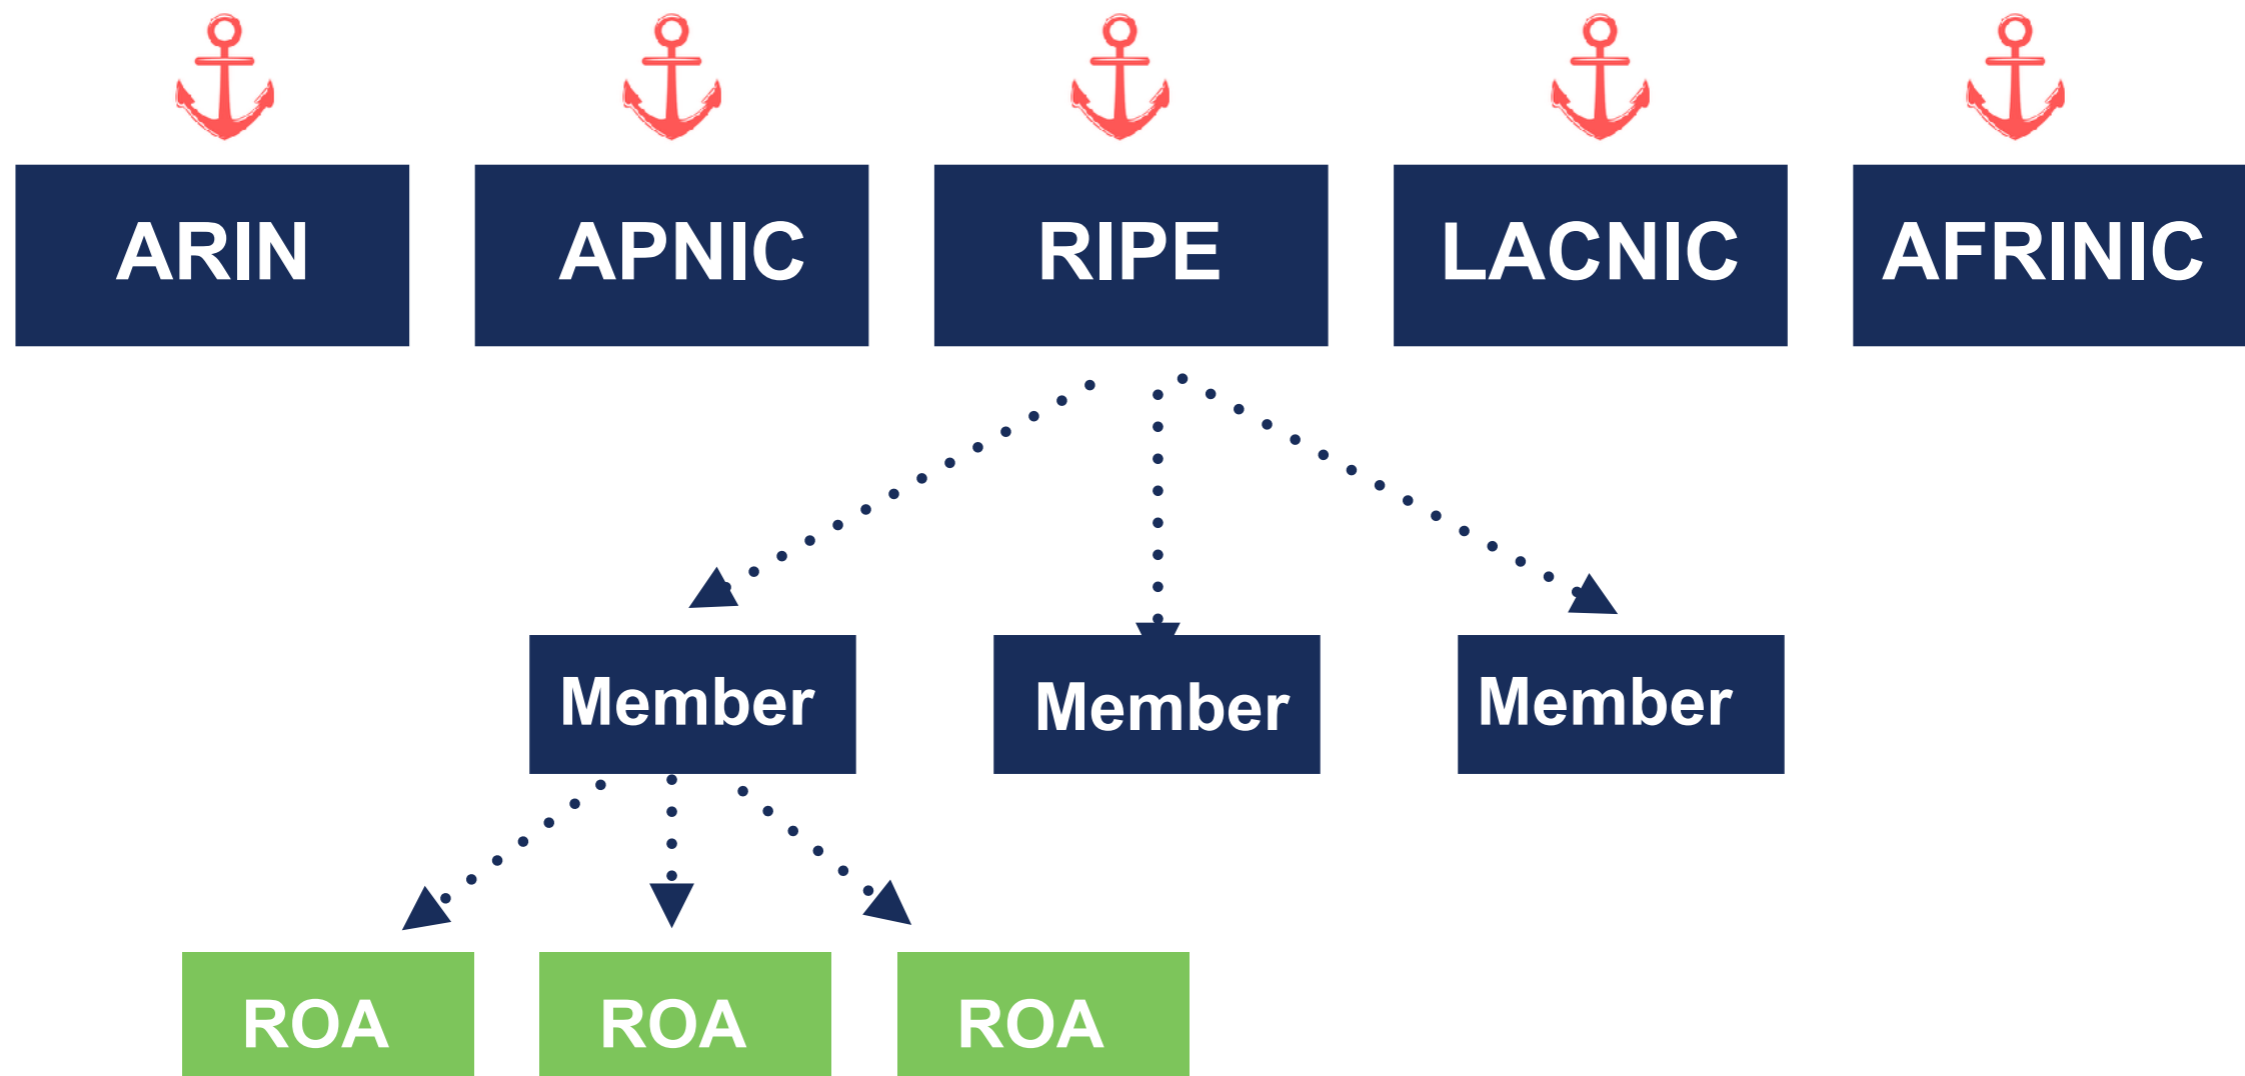 ARIN
APNIC
RIPE
LACNIC
AFRINIC
Member
Member
Member
ROA
ROA
ROA